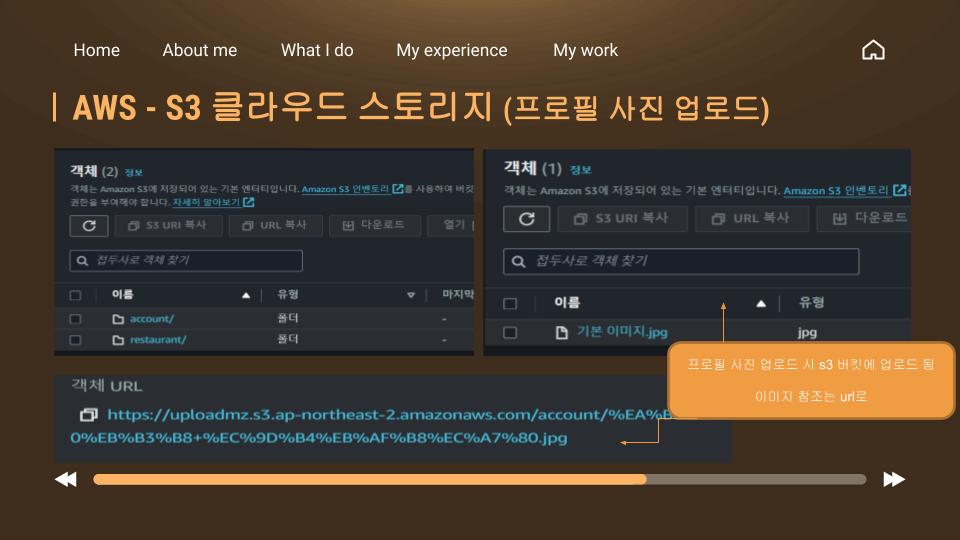 Home About me What I do My experience My work
AWS - S3 클라우드 스토리지 (프로필 사진 업로드)
객체 (2) 정보
객체는 Amazon S3에 저장되어 있는 기본 엔터티입니다. Amazon S3 인벤토리 를 사용하여 버킷
권한을 부여해야 합니다. 자세히 알아보기
S3 URI 복사 URL 복사 다운로드 열기
접두사로 객체 찾기
이름 유형 마지막
account/ 폴더 -
restaurant/ 폴더 -
객체 (1) 정보
객체는 Amazon S3에 저장되어 있는 기본 엔터티입니다. Amazon S3 인벤토리
S3 URI 복사 URL 복사 다운로드
접두사로 객체 찾기
이름 유형
기본 이미지.jpg jpg
프로필 사진 업로드 시 s3 버킷에 업로드 됨
이미지 참조는 url로
객체 URL
https://uploadmz.s3.ap-northeast-2.amazonaws.com/account/%EA%B
0%EB%B3%B8+%EC%9D%B4%EB%AF%B8%EC%A7%80.jpg